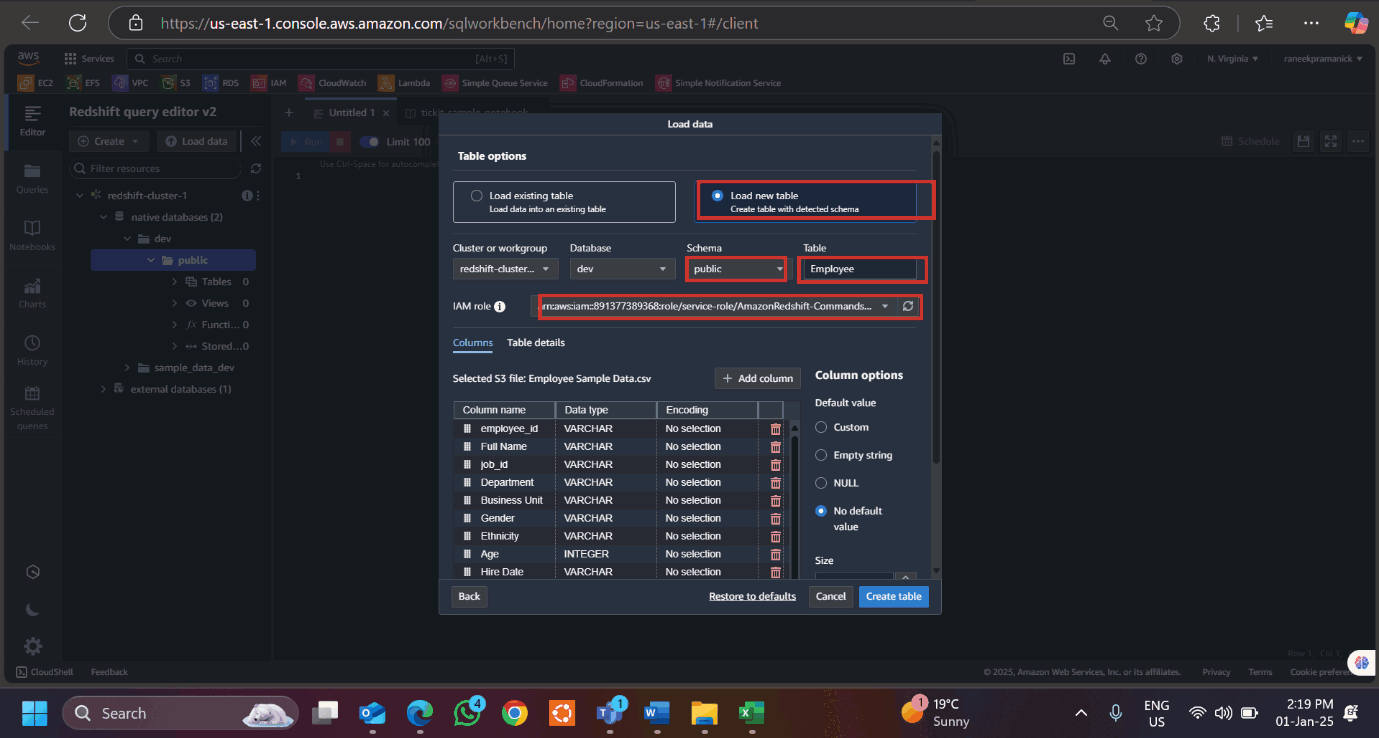 https://us-east-1.console.aws.amazon.com/sqlworkbench/home?region=us-east-1#/client
aws
Services
Search
[Alt+S]
N. Virginia
raneekpramanick
EC2
EFS
VPC
S3
RDS
IAM
CloudWatch
Lambda
Simple Queue Service
CloudFormation
Simple Notification Service
Editor
Queries
Notebooks
Charts
History
Scheduled
queries
Redshift query editor v2
Create
Load data
Filter resources
redshift-cluster-1
native databases (2)
dev
public
Tables 0
Views 0
Functi... 0
Stored...0
sample_data_dev
external databases (1)
Untitled 1
tickit-sample-notebook
Run
Limit 100
Schedule
Use Ctrl-Space for autocomplete
1
Load data
Table options
Load existing table
Load data into an existing table
Load new table
Create table with detected schema
Cluster or workgroup
Database
Schema
Table
redshift-cluster...
dev
public
Employee
IAM role
arn:aws:iam::891377389368:role/service-role/AmazonRedshift-Commands...
Columns
Table details
Selected S3 file: Employee Sample Data.csv
Add column
Column name Data type Encoding
employee_id VARCHAR No selection
Full Name VARCHAR No selection
job_id VARCHAR No selection
Department VARCHAR No selection
Business Unit VARCHAR No selection
Gender VARCHAR No selection
Ethnicity VARCHAR No selection
Age INTEGER No selection
Hire Date VARCHAR No selection
Column options
Default value
Custom
Empty string
NULL
No default
value
Size
Back
Restore to defaults
Cancel
Create table
Row 1, Col 1,
CloudShell
Feedback
© 2025, Amazon Web Services, Inc. or its affiliates.
Privacy
Terms
Cookie prefere
Search
4
1
1
19°C
Sunny
ENG
US
2:19 PM
01-Jan-25